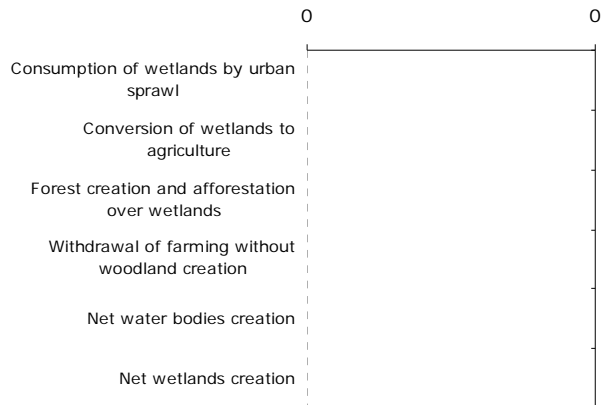 0 0
Consumption of wetlands by urban
sprawl
Conversion of wetlands to
agriculture
Forest creation and afforestation
over wetlands
Withdrawal of farming without
woodland creation
Net water bodies creation
Net wetlands creation